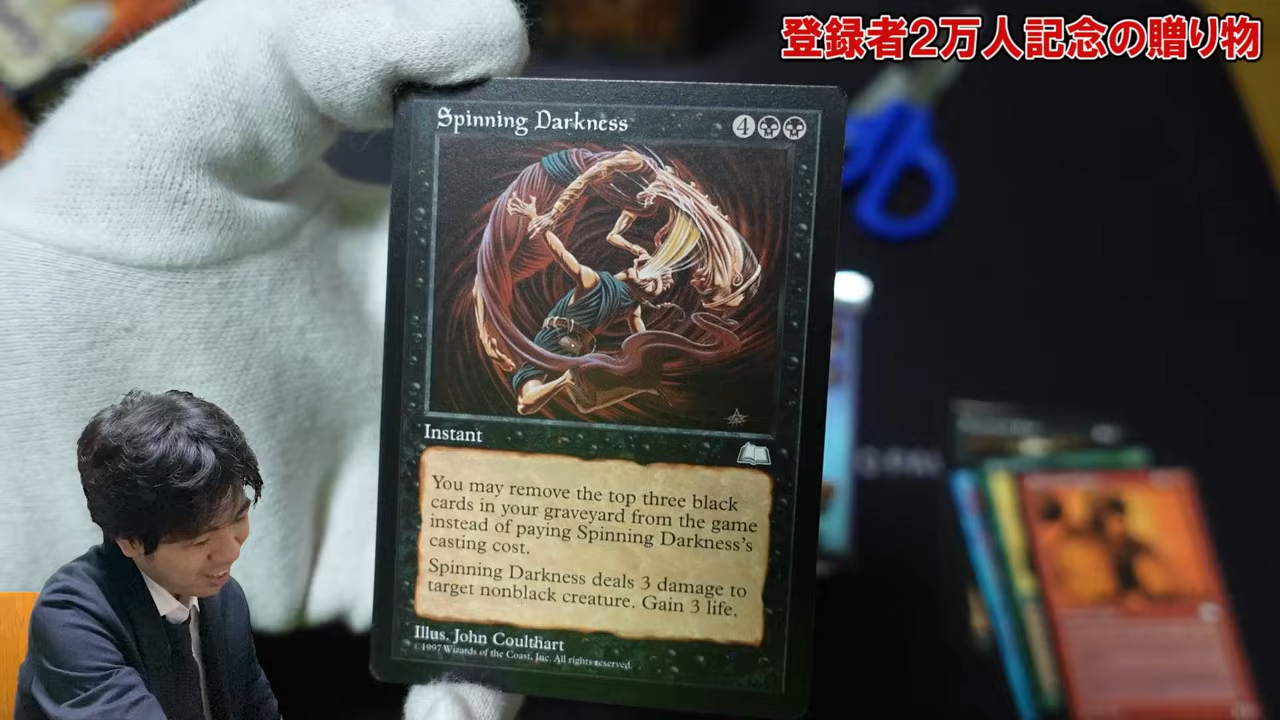 登録者2万人記念の贈り物
Spinning Darkness
4
Instant
You may remove the top three black
cards in your graveyard from the game
instead of paying Spinning Darkness's
casting cost.
Spinning Darkness deals 3 damage to
target nonblack creature. Gain 3 life.
Illus. John Coulthart
©1997 Wizards of the Coast, Inc. All rights reserved.